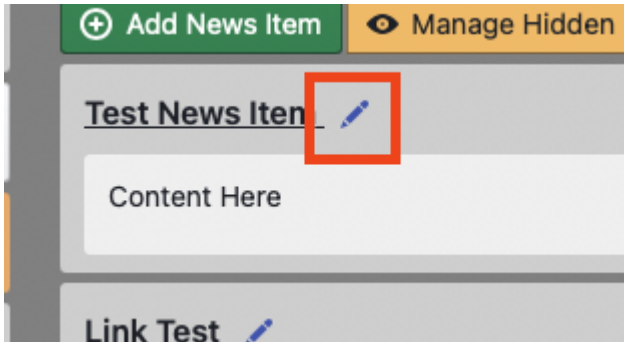 Add News Item
Manage Hidden
Test News Item
Content Here
Link Test